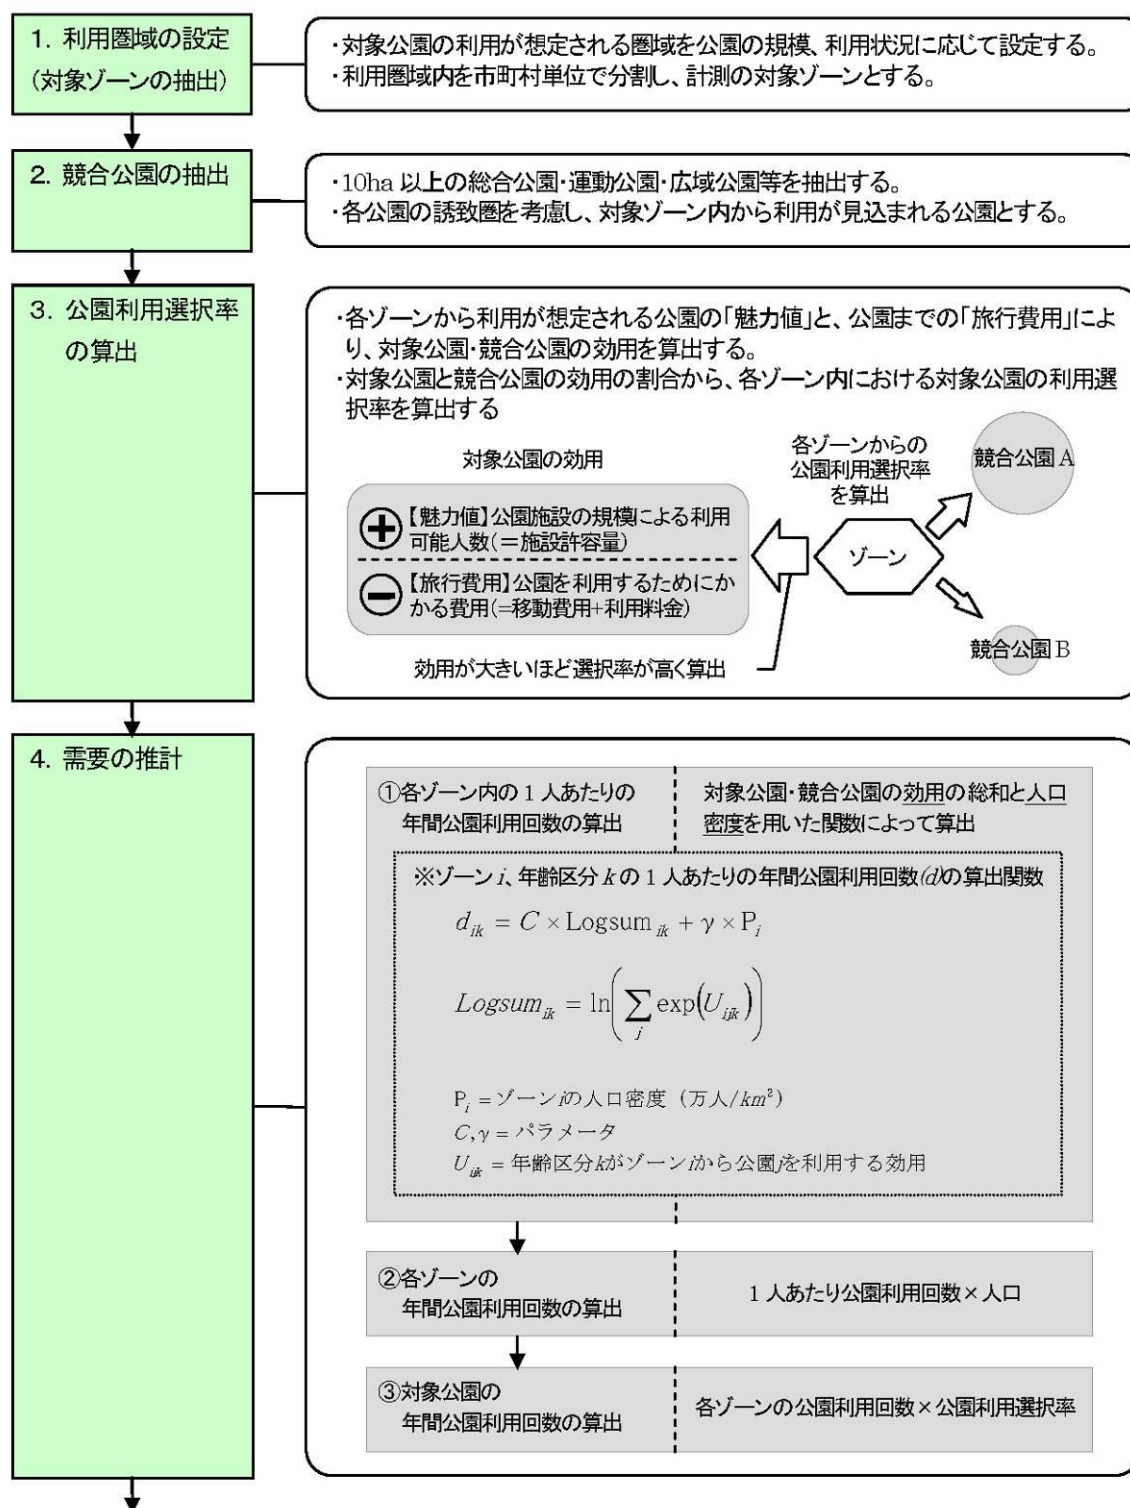 1. 利用圏域の設定
(対象ゾーンの抽出)
・対象公園の利用が想定される圏域を公園の規模、利用状況に応じて設定する。
・利用圏域内を市町村単位で分割し、計測の対象ゾーンとする。
2. 競合公園の抽出
・10ha 以上の総合公園・運動公園・広域公園等を抽出する。
・各公園の誘致圏を考慮し、対象ゾーン内から利用が見込まれる公園とする。
3. 公園利用選択率
の算出
・各ゾーンから利用が想定される公園の「魅力値」と、公園までの「旅行費用」によ
り、対象公園・競合公園の効用を算出する。
・対象公園と競合公園の効用の割合から、各ゾーン内における対象公園の利用選
択率を算出する
対象公園の効用
【魅力値】公園施設の規模による利用
可能人数(＝施設許容量)
【旅行費用】公園を利用するためにか
かる費用(=移動費用+利用料金)
効用が大きいほど選択率が高く算出
各ゾーンからの
公園利用選択率
を算出
ゾーン
競合公園 A
競合公園 B
4. 需要の推計
①各ゾーン内の 1 人あたりの
年間公園利用回数の算出
対象公園・競合公園の効用の総和と人口
密度を用いた関数によって算出
※ゾーン i、年齢区分 k の 1 人あたりの年間公園利用回数(d)の算出関数
d_{ik} = C × Logsum_{ik} + γ × P_i
Logsum_{ik} = ln(∑_j exp(U_{ijk}))
P_i = ゾーンiの人口密度 (万人/km²)
C, γ = パラメータ
U_{ijk} = 年齢区分kがゾーンiから公園jを利用する効用
②各ゾーンの
年間公園利用回数の算出
1 人あたり公園利用回数×人口
③対象公園の
年間公園利用回数の算出
各ゾーンの公園利用回数×公園利用選択率